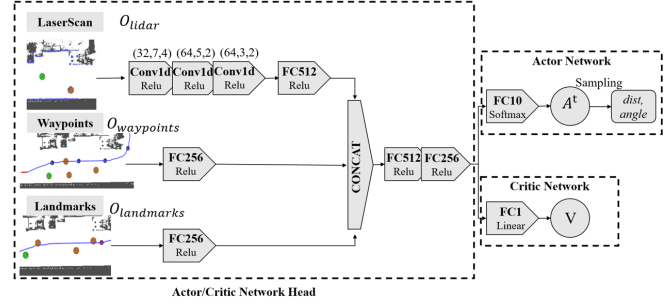 LaserScan
O_lidar
(32,7,4) (64,5,2) (64,3,2)
Conv1d Conv1d Conv1d
Relu Relu Relu
FC512
Relu
Waypoints
O_waypoints
FC256
Relu
Landmarks
O_landmarks
FC256
Relu
CONCAT
FC512 FC256
Relu Relu
Actor Network
Sampling
FC10
Softmax
A^t
dist,
angle
Critic Network
FC1
Linear
V
Actor/Critic Network Head